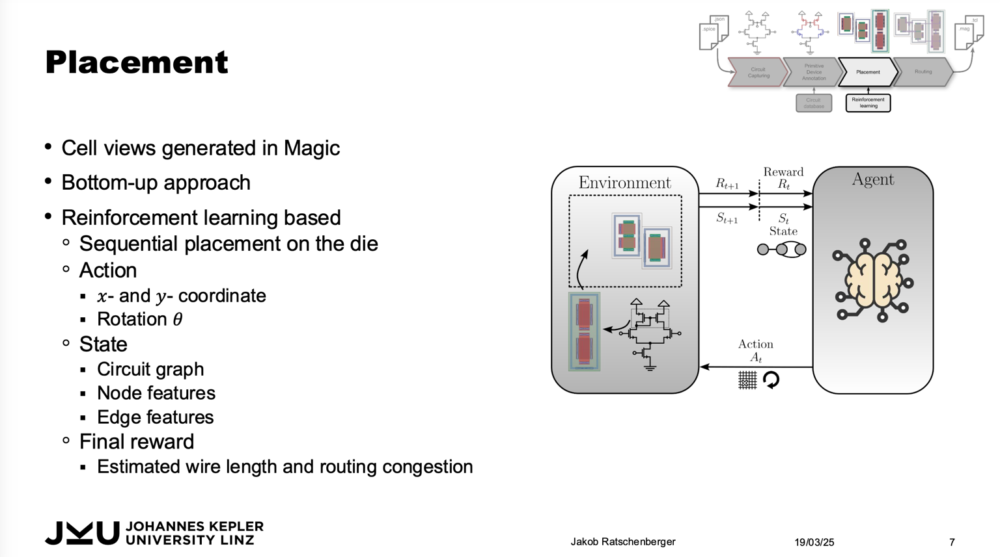 .json
.spice
.tcl
.mag
Placement
Circuit
Capturing
Primitive
Device
Annotation
Placement
Routing
Circuit
database
Reinforcement
learning
• Cell views generated in Magic
• Bottom-up approach
• Reinforcement learning based
∘ Sequential placement on the die
∘ Action
▪ x- and y- coordinate
▪ Rotation θ
∘ State
▪ Circuit graph
▪ Node features
▪ Edge features
∘ Final reward
▪ Estimated wire length and routing congestion
Environment
R_{t+1}
Reward
R_t
S_{t+1}
S_t
State
Agent
Action
A_t
JKU JOHANNES KEPLER
UNIVERSITY LINZ
Jakob Ratschenberger
19/03/25
7